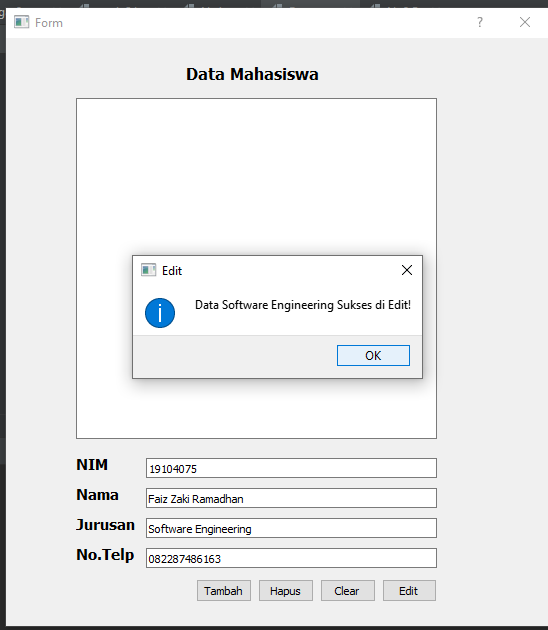 Form
?
Data Mahasiswa
Edit
Data Software Engineering Sukses di Edit!
OK
NIM 19104075
Nama Faiz Zaki Ramadhan
Jurusan Software Engineering
No.Telp 082287486163
Tambah Hapus Clear Edit